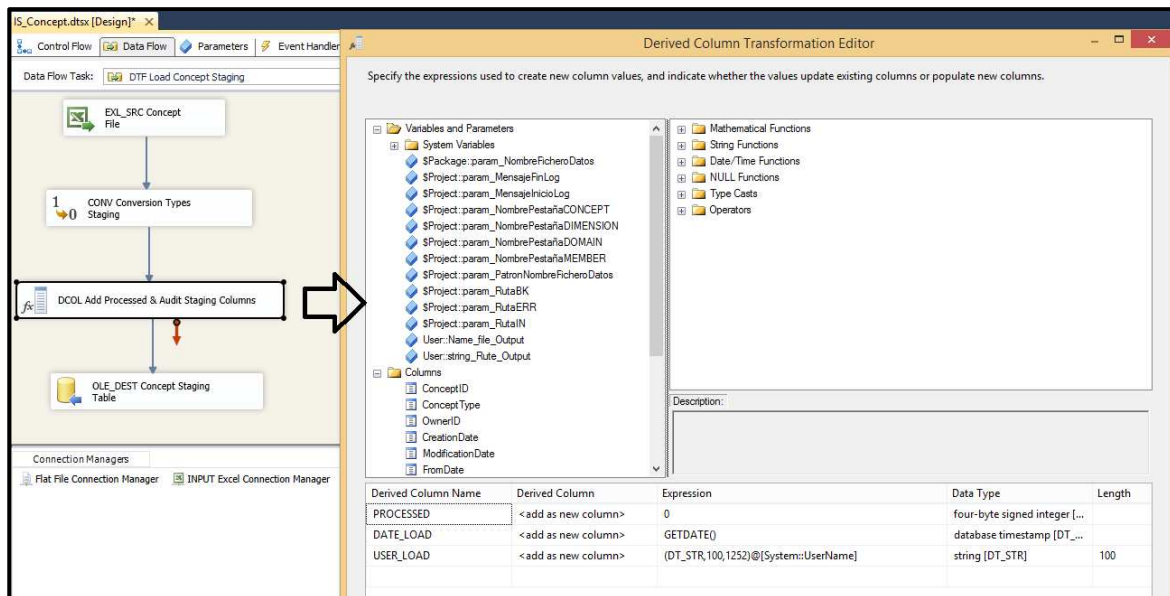 IS_Concept.dtsx [Design]*
Control Flow
Data Flow
Parameters
Event Handler
Data Flow Task:
DTF Load Concept Staging
EXL_SRC Concept
File
CONV Conversion Types
Staging
DCOL Add Processed & Audit Staging Columns
OLE_DEST Concept Staging
Table
Connection Managers
Flat File Connection Manager
INPUT Excel Connection Manager
Derived Column Transformation Editor
Specify the expressions used to create new column values, and indicate whether the values update existing columns or populate new columns.
Variables and Parameters
System Variables
$Package::param_NombreFicheroDatos
$Project::param_MensajeFinLog
$Project::param_MensajeInicioLog
$Project::param_NombrePestañaCONCEPT
$Project::param_NombrePestañaDIMENSION
$Project::param_NombrePestañaDOMAIN
$Project::param_NombrePestañaMEMBER
$Project::param_PatronNombreFicheroDatos
$Project::param_RutaBK
$Project::param_RutaERR
$Project::param_RutaIN
User::Name_file_Output
User::string_Rute_Output
Columns
ConceptID
ConceptType
OwnerID
CreationDate
ModificationDate
FromDate
Mathematical Functions
String Functions
Date/Time Functions
NULL Functions
Type Casts
Operators
Description:
Derived Column Name Derived Column Expression Data Type Length
PROCESSED <add as new column> 0 four-byte signed integer [...
DATE_LOAD <add as new column> GETDATE() database timestamp [DT_...
USER_LOAD <add as new column> (DT_STR,100,1252)@[System::UserName] string [DT_STR] 100